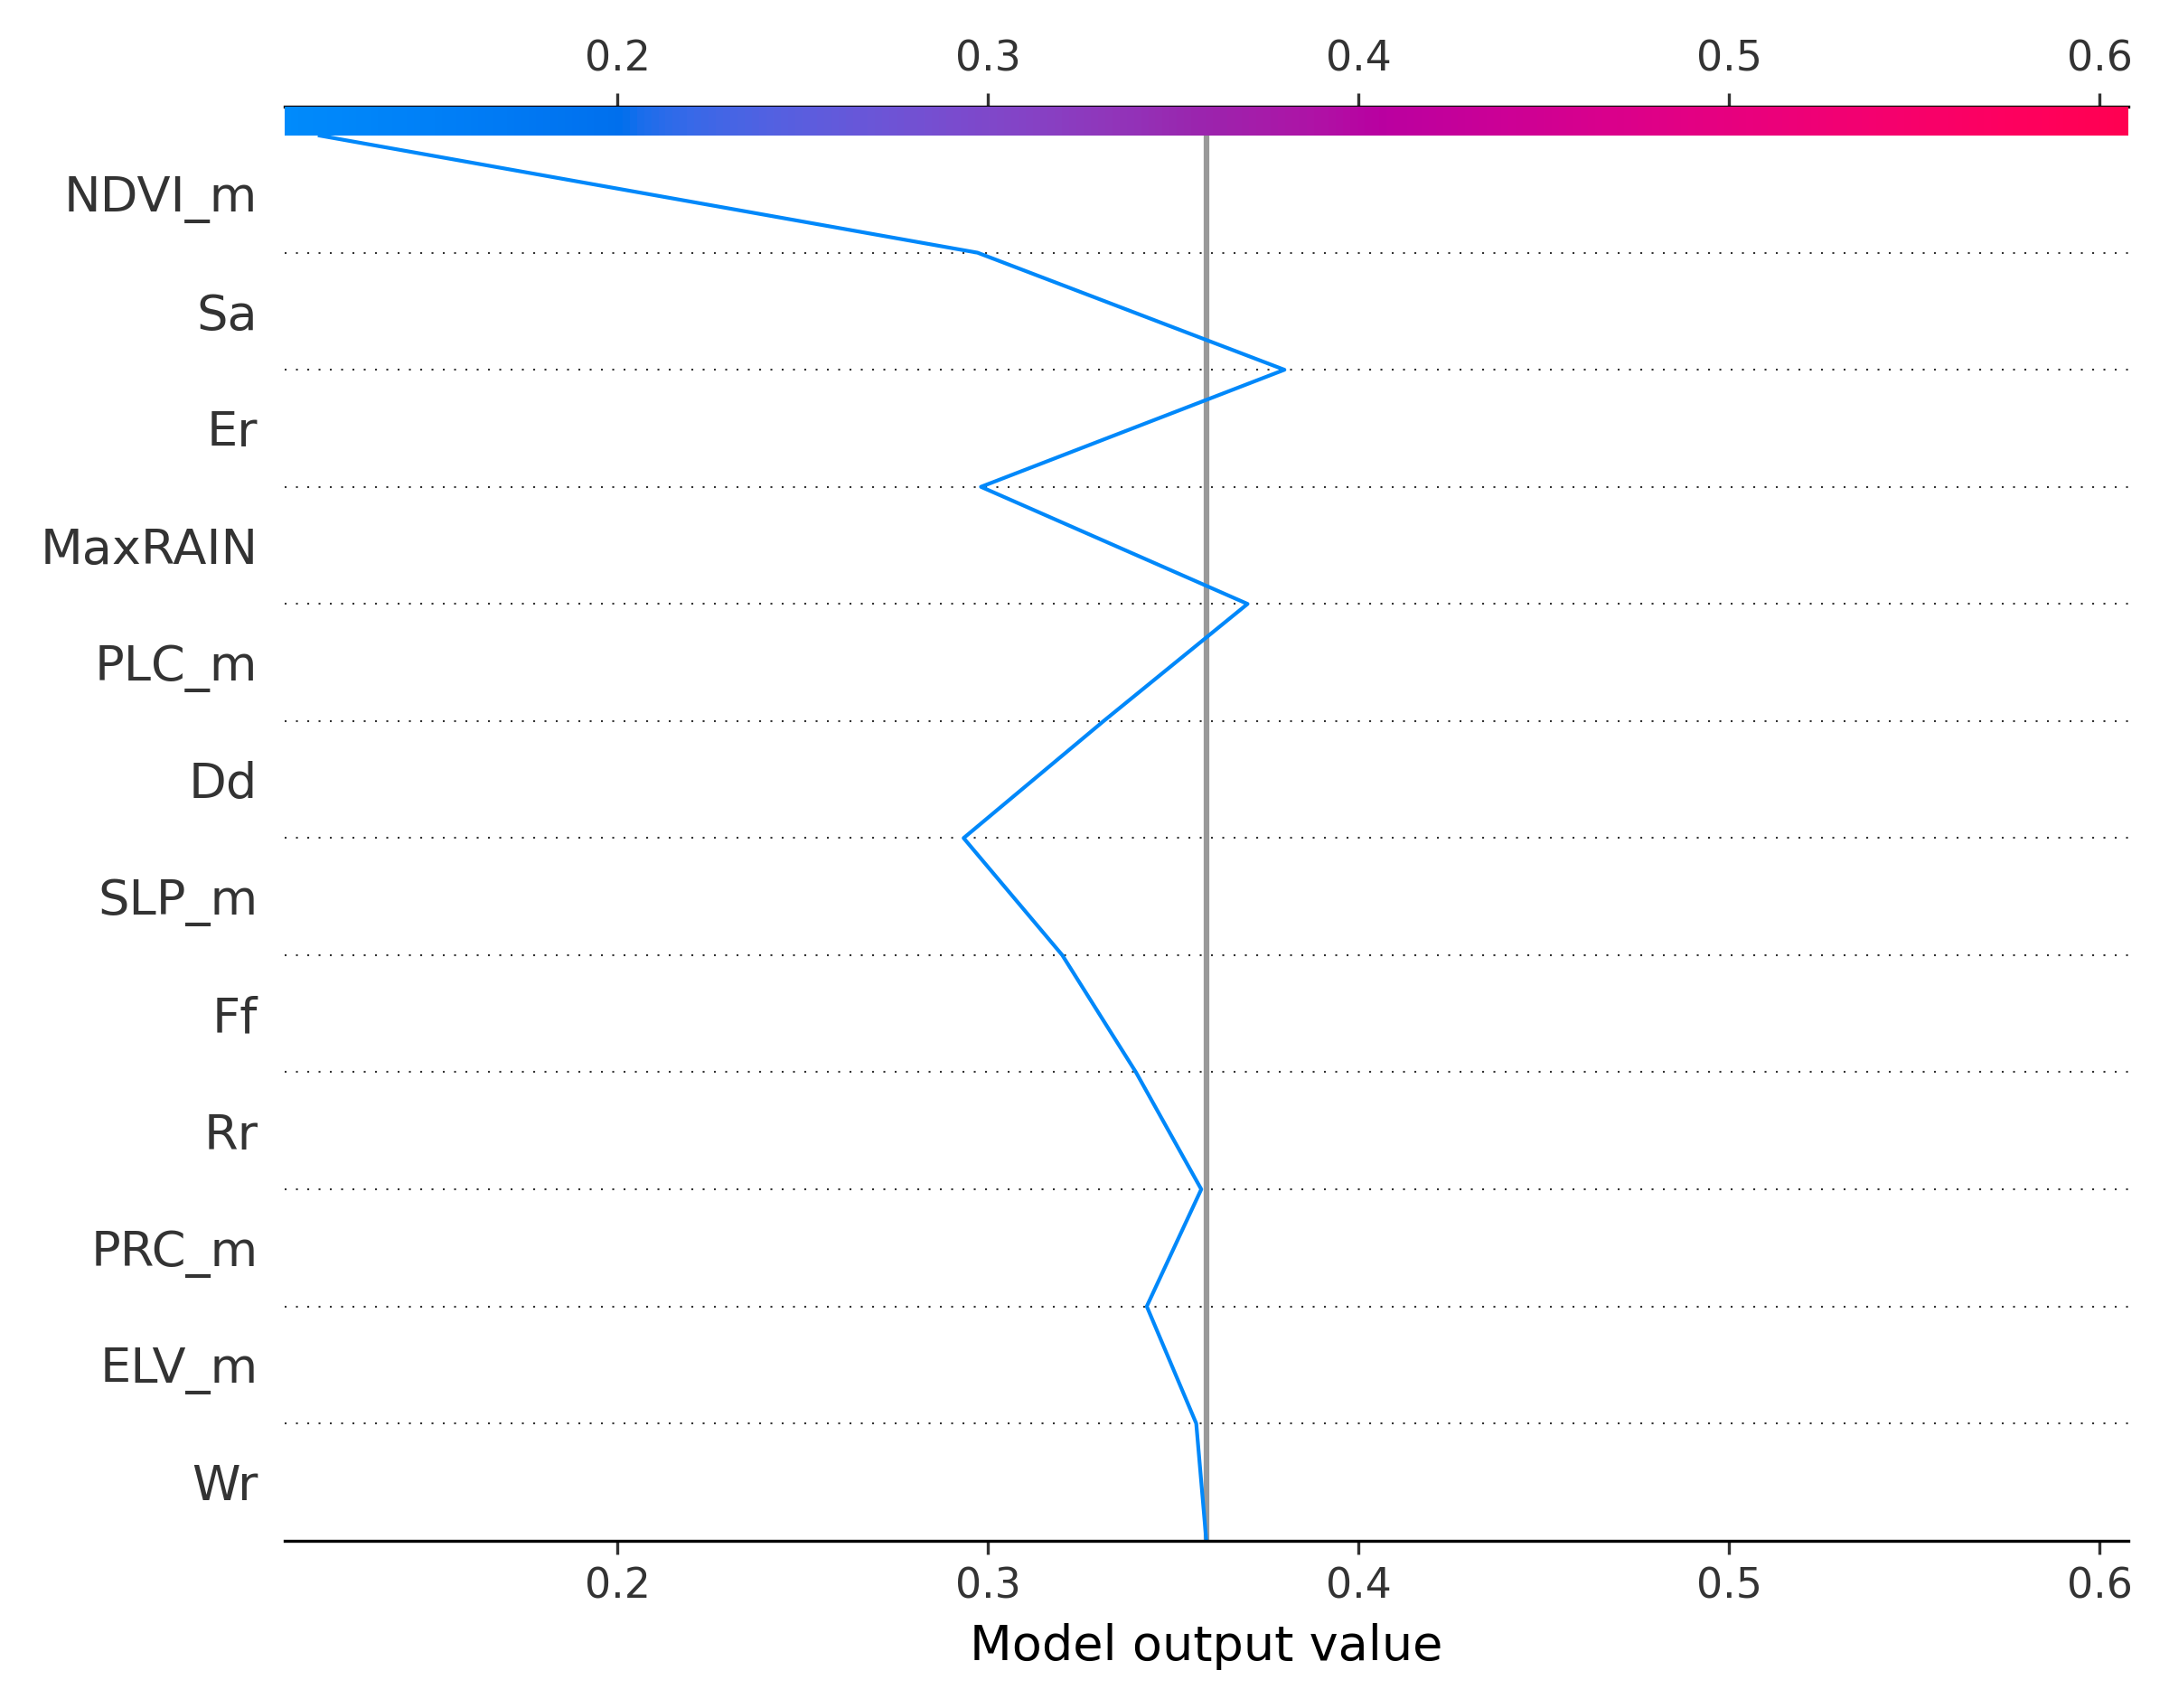 0.2 0.3 0.4 0.5 0.6
NDVI_m
Sa
Er
MaxRAIN
PLC_m
Dd
SLP_m
Ff
Rr
PRC_m
ELV_m
Wr
0.2 0.3 0.4 0.5 0.6
Model output value